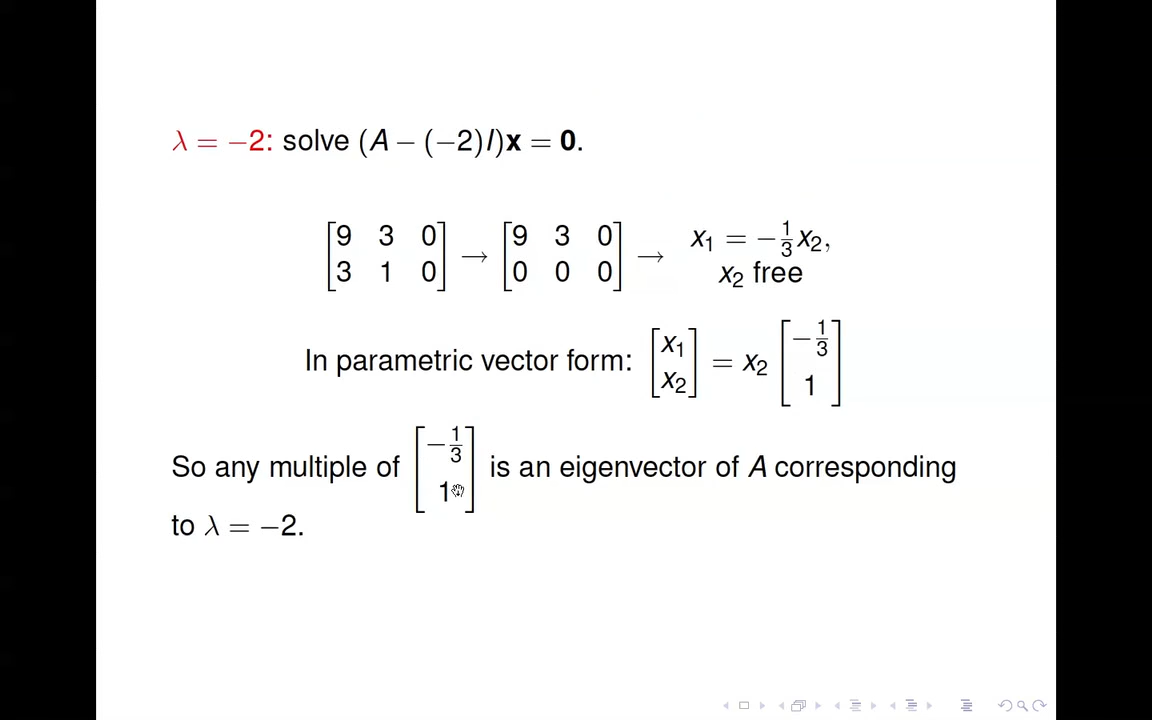 λ = −2: solve (A − (−2)I)x = 0.
[9 3 0; 3 1 0] → [9 3 0; 0 0 0] → x₁ = −1/3 x₂, x₂ free
In parametric vector form: [x₁; x₂] = x₂ [−1/3; 1]
So any multiple of [−1/3; 1] is an eigenvector of A corresponding
to λ = −2.